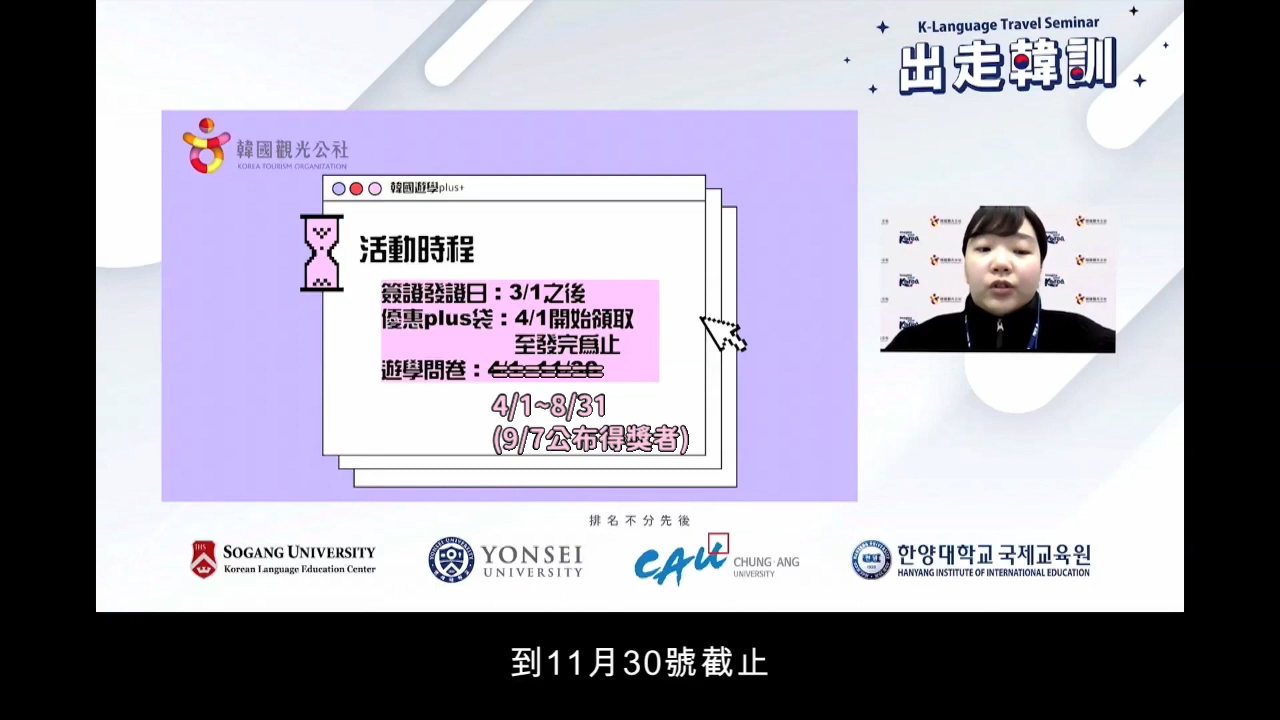 K-Language Travel Seminar
出走韓訓
韓國觀光公社
KOREA TOURISM ORGANIZATION
韓國遊學plus+
活動時程
簽證發證日：3/1之後
優惠plus袋：4/1開始領取
至發完為止
遊學問卷：4/1~11/30
4/1~8/31
(9/7公布得獎者)
排名不分先後
SOGANG UNIVERSITY
Korean Language Education Center
YONSEI
UNIVERSITY
CAU
CHUNG-ANG
UNIVERSITY
한양대학교 국제교육원
HANYANG INSTITUTE OF INTERNATIONAL EDUCATION
到11月30號截止